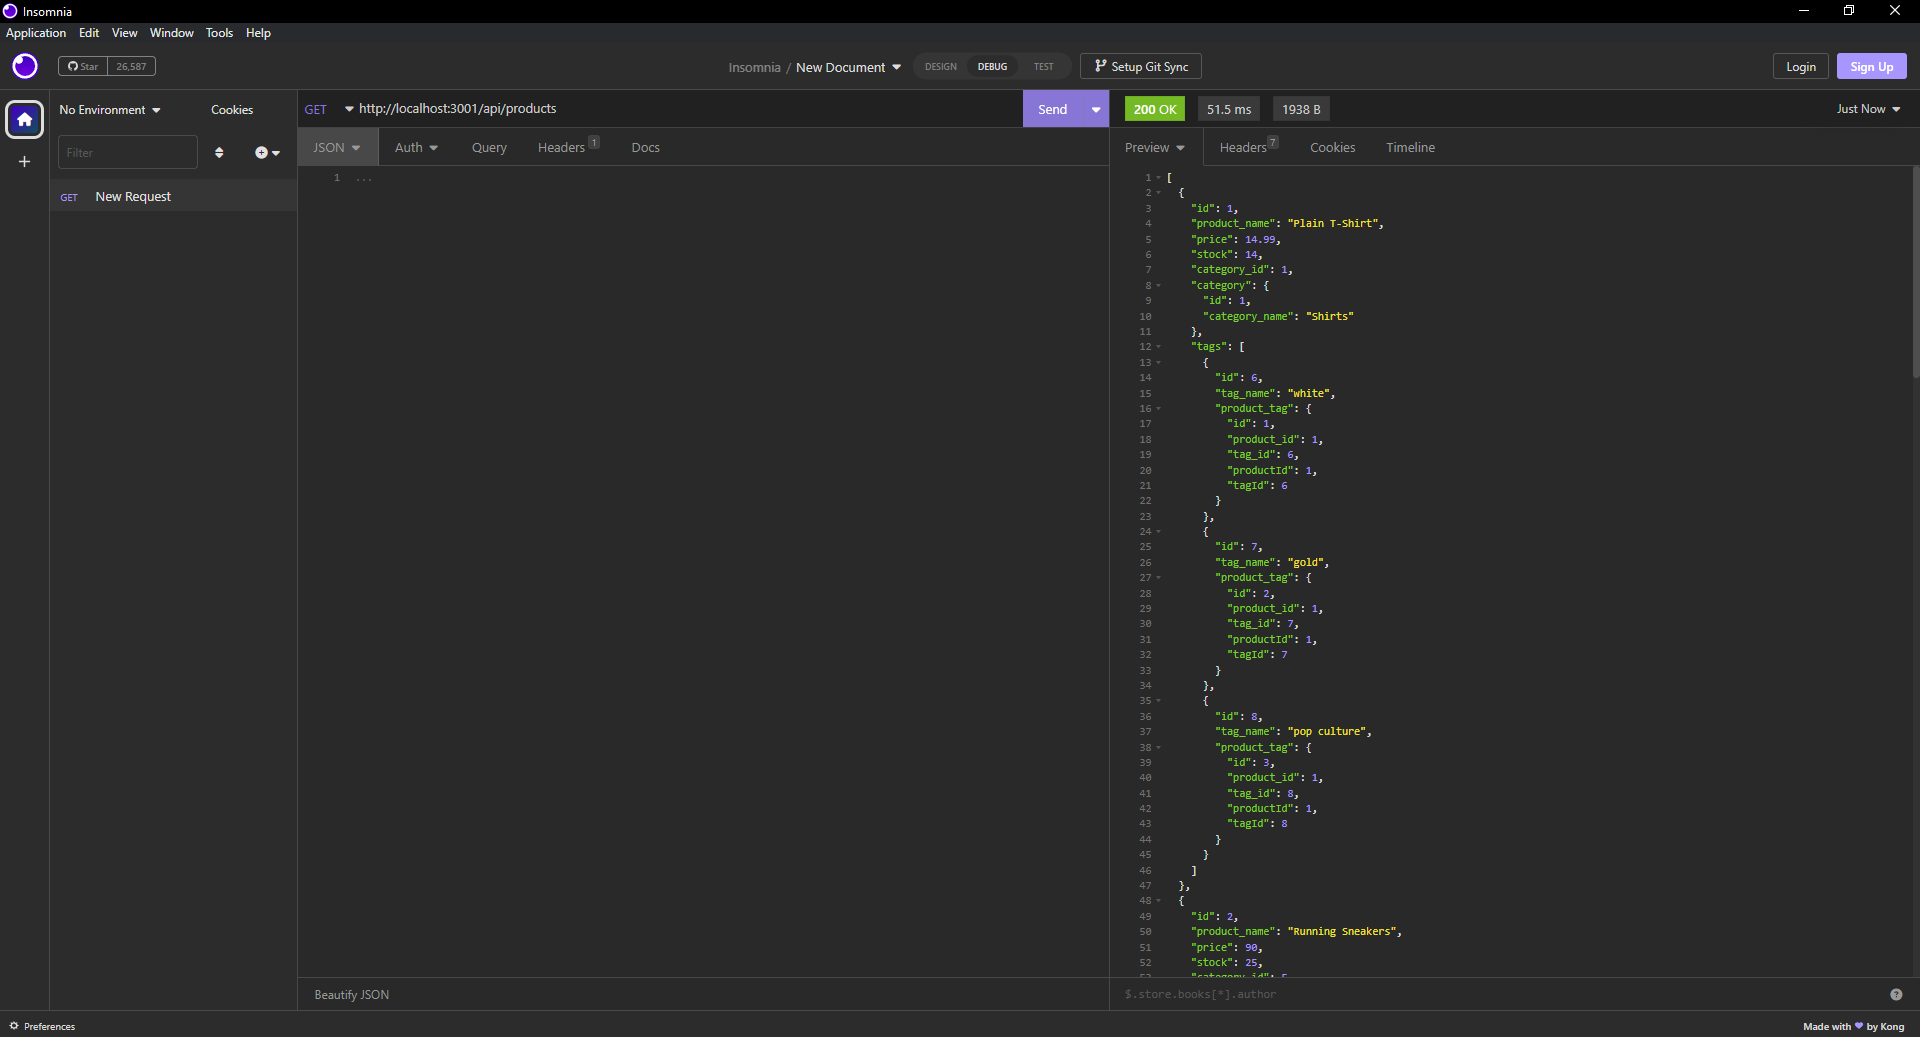 Insomnia
Application Edit View Window Tools Help
Star 26,587
Insomnia / New Document
DESIGN DEBUG TEST
Setup Git Sync
Login Sign Up
No Environment Cookies
Filter
GET New Request
GET http://localhost:3001/api/products Send
JSON Auth Query Headers 1 Docs
1 ...
Beautify JSON
200 OK 51.5 ms 1938 B Just Now
Preview Headers 7 Cookies Timeline
1 [
2 {
3 "id": 1,
4 "product_name": "Plain T-Shirt",
5 "price": 14.99,
6 "stock": 14,
7 "category_id": 1,
8 "category": {
9 "id": 1,
10 "category_name": "Shirts"
11 },
12 "tags": [
13 {
14 "id": 6,
15 "tag_name": "white",
16 "product_tag": {
17 "id": 1,
18 "product_id": 1,
19 "tag_id": 6,
20 "productId": 1,
21 "tagId": 6
22 }
23 },
24 {
25 "id": 7,
26 "tag_name": "gold",
27 "product_tag": {
28 "id": 2,
29 "product_id": 1,
30 "tag_id": 7,
31 "productId": 1,
32 "tagId": 7
33 }
34 },
35 {
36 "id": 8,
37 "tag_name": "pop culture",
38 "product_tag": {
39 "id": 3,
40 "product_id": 1,
41 "tag_id": 8,
42 "productId": 1,
43 "tagId": 8
44 }
45 }
46 ]
47 },
48 {
49 "id": 2,
50 "product_name": "Running Sneakers",
51 "price": 90,
52 "stock": 25,
53 "category_id": 5
$.store.books[*].author
Preferences
Made with by Kong